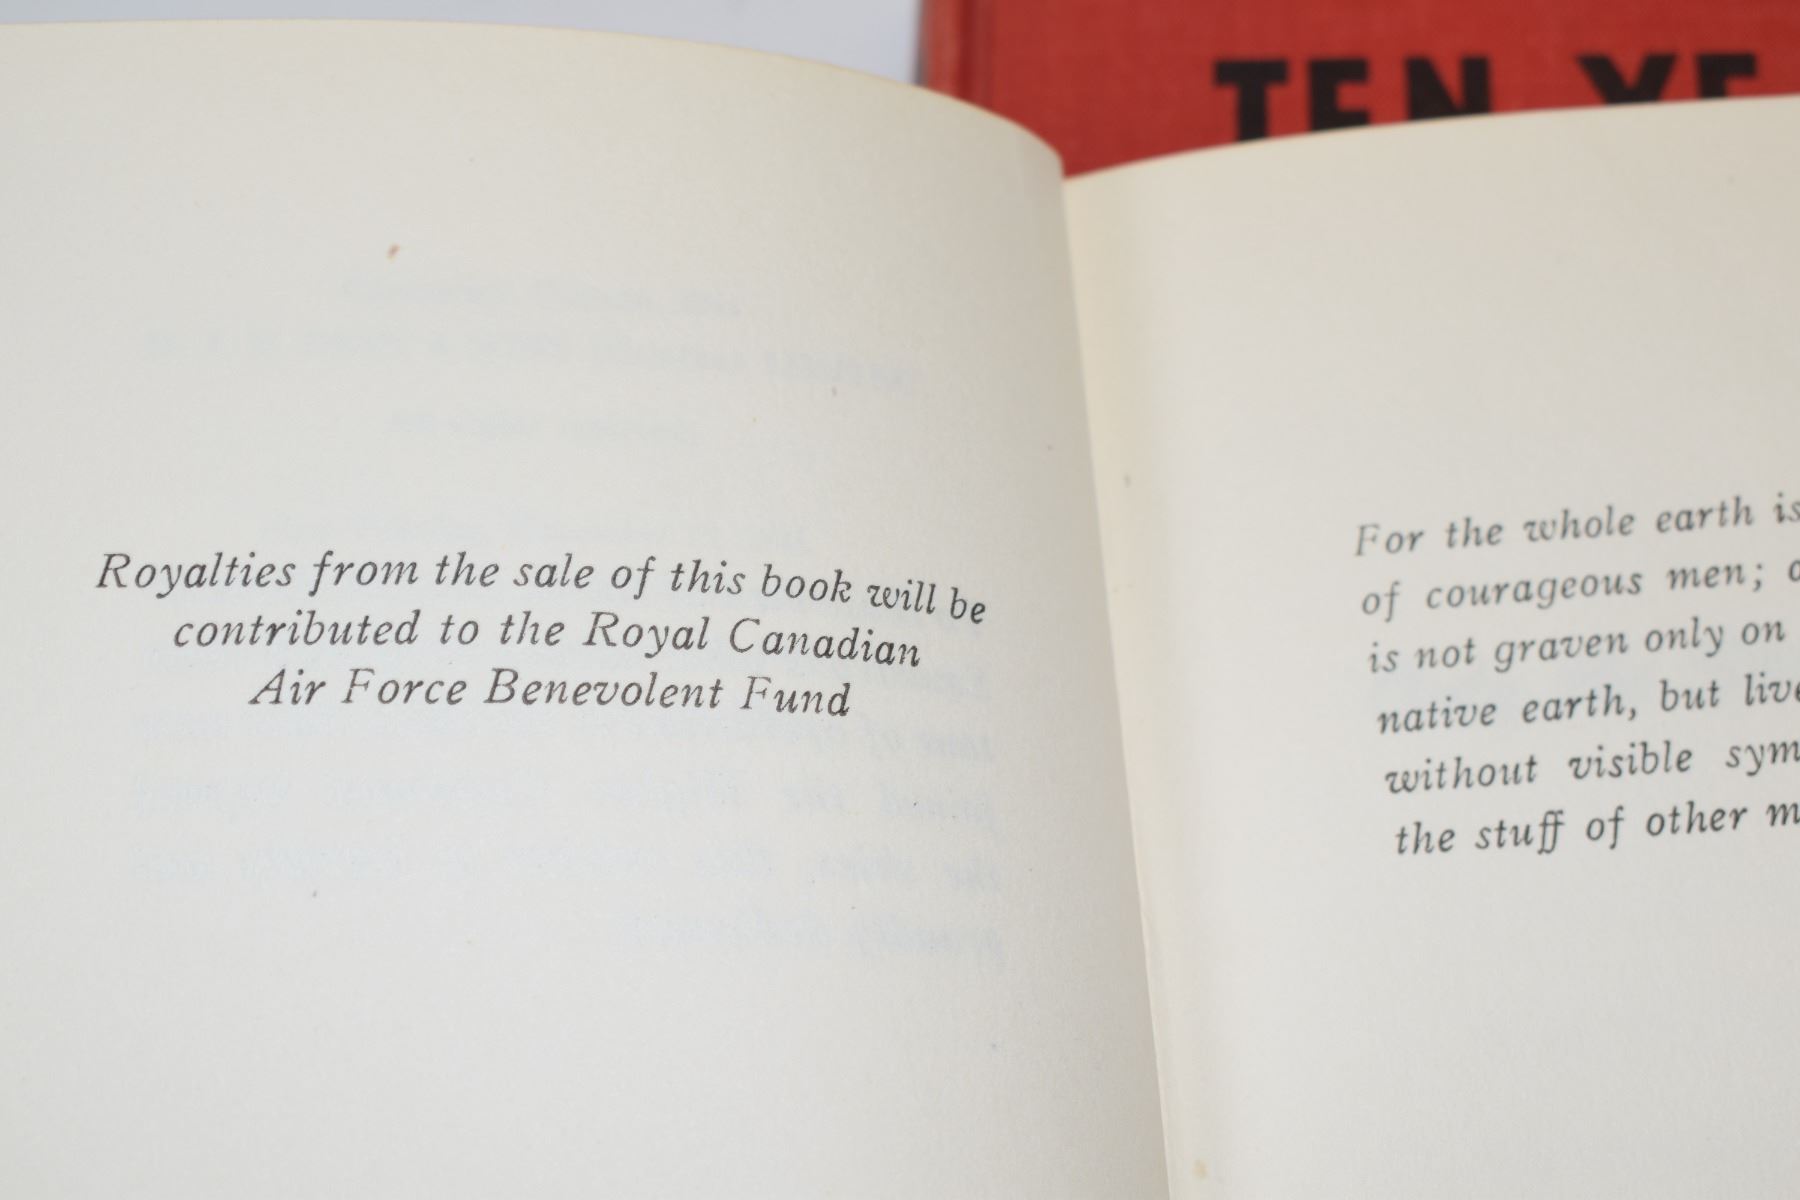 TEN YE
Royalties from the sale of this book will be
contributed to the Royal Canadian
Air Force Benevolent Fund
For the whole earth is
of courageous men;
is not graven only on
native earth, but live
without visible sym
the stuff of other m